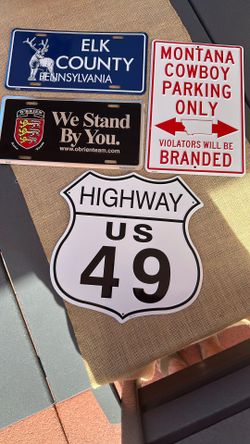 ELK
COUNTY
PENNSYLVANIA
O'BRIEN
We Stand
By You.
www.obrienteam.com
MONTANA
COWBOY
PARKING
ONLY
VIOLATORS WILL BE
BRANDED
HIGHWAY
US
49